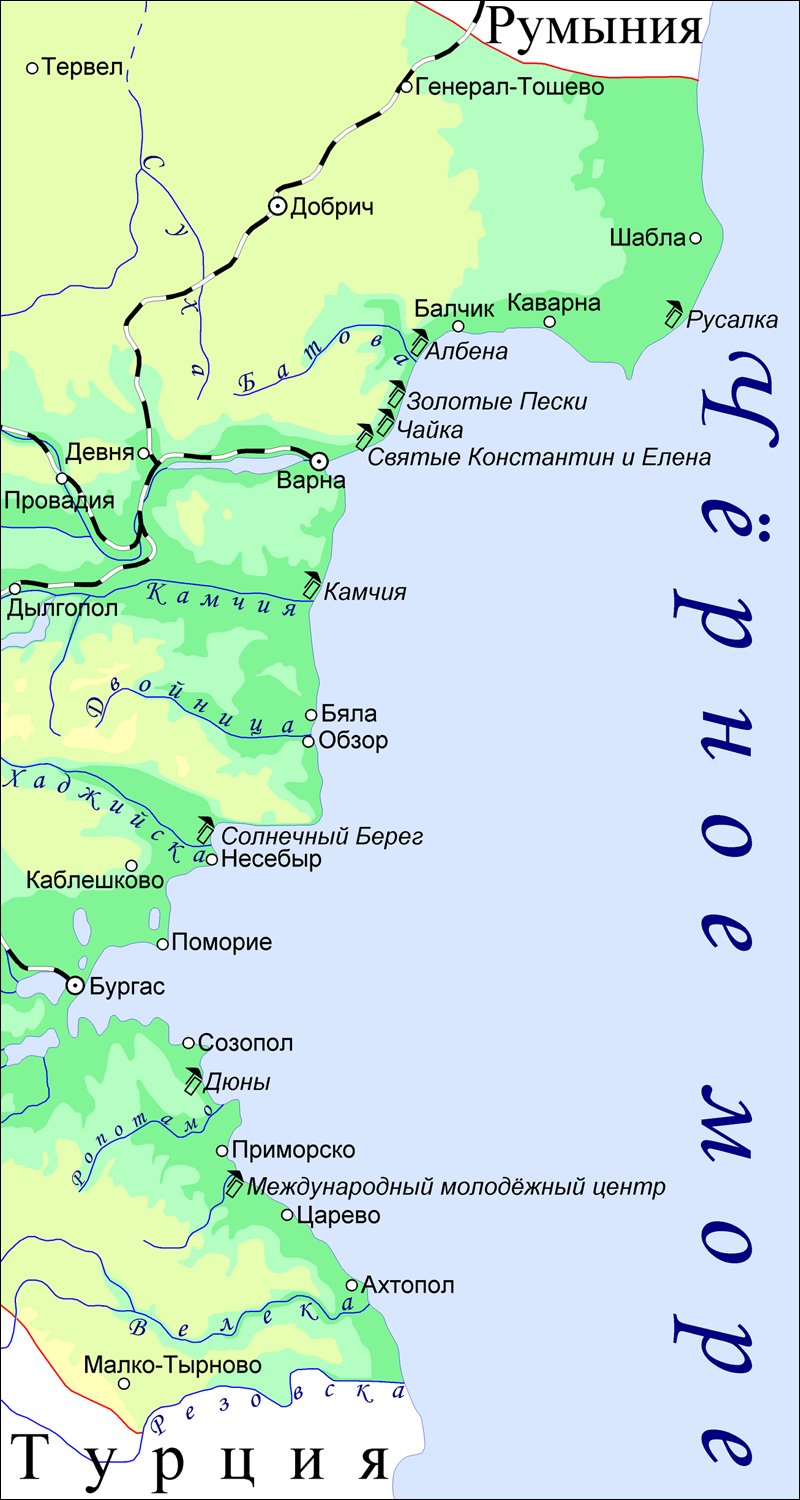 Румыния
Тервел
Генерал-Тошево
Суха
Добрич
Шабла
Балчик
Каварна
Русалка
Батова
Албена
Золотые Пески
Чайка
Святые Константин и Елена
Девня
Варна
Провадия
Чёрное море
Камчия
Камчия
Дылгопол
Двойница
Бяла
Обзор
Хаджийска
Солнечный Берег
Несебыр
Каблешково
Поморие
Бургас
Созопол
Дюны
Ропотамо
Приморско
Международный молодёжный центр
Царево
Ахтопол
Велека
Малко-Тырново
Резовска
Турция